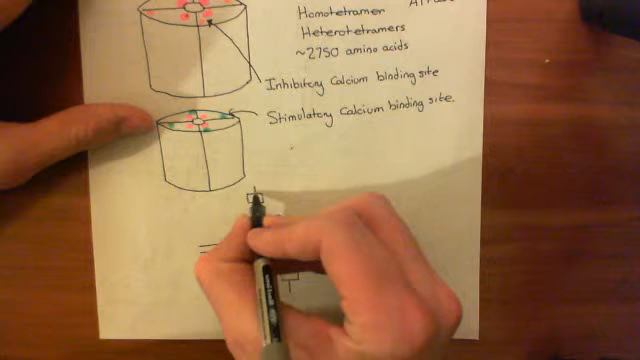 Homotetramer
Heterotetramers
~2750 amino acids
Inhibitory Calcium binding site
Stimulatory Calcium binding site.